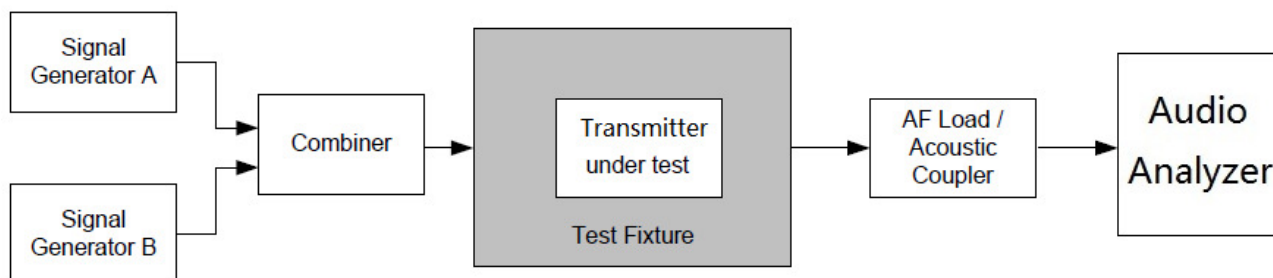 Signal
Generator A
Signal
Generator B
Combiner
Transmitter
under test
Test Fixture
AF Load /
Acoustic
Coupler
Audio
Analyzer